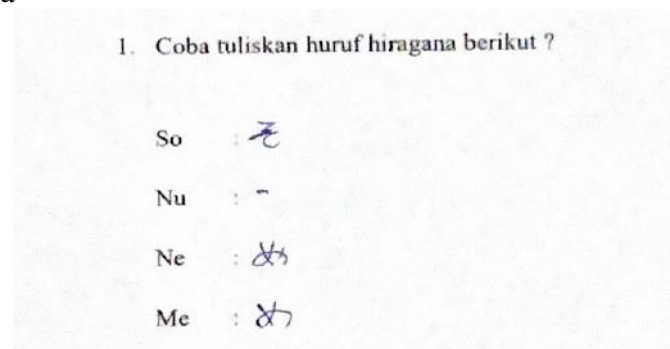 a
1. Coba tuliskan huruf hiragana berikut ?
So : そ
Nu : -
Ne : ぬ
Me : め